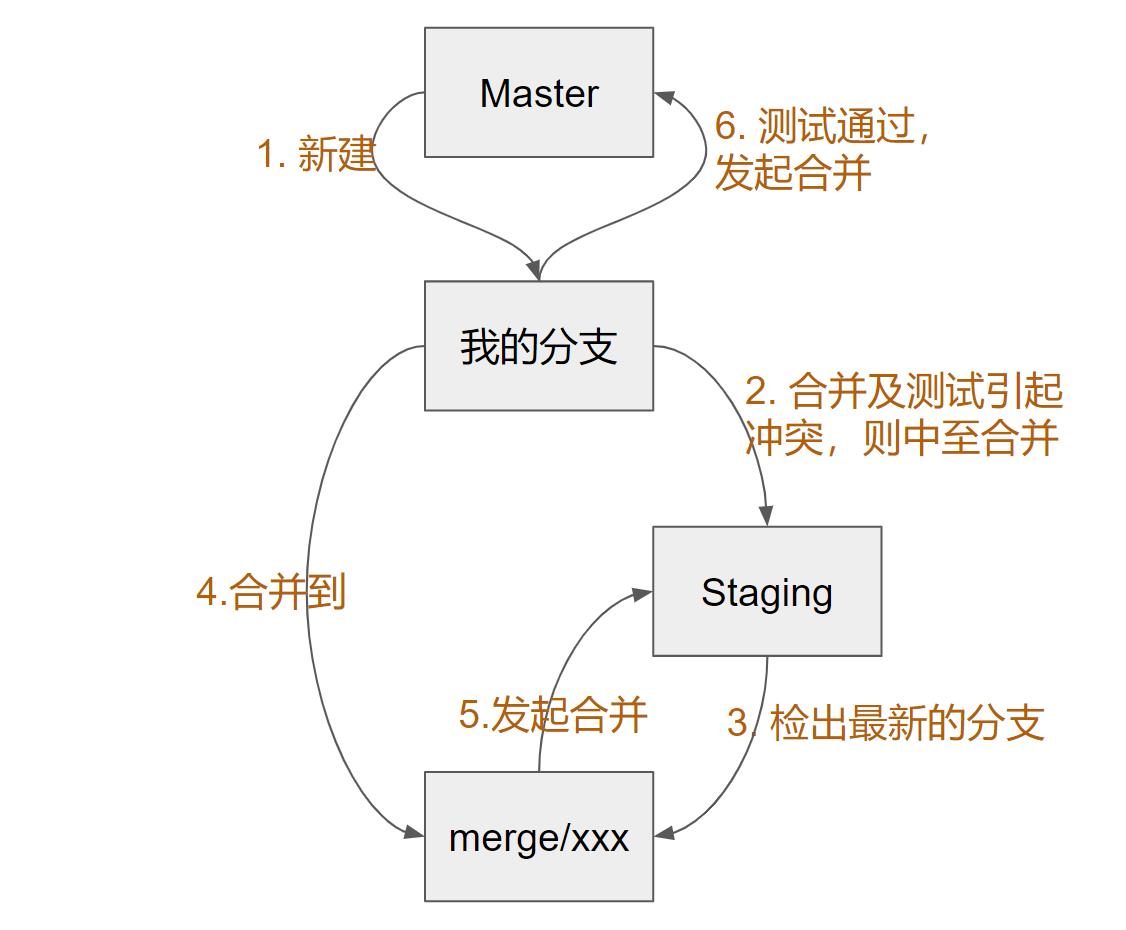 Master
1. 新建
6. 测试通过，
发起合并
我的分支
2. 合并及测试引起
冲突，则中至合并
4.合并到
Staging
5.发起合并
3. 检出最新的分支
merge/xxx